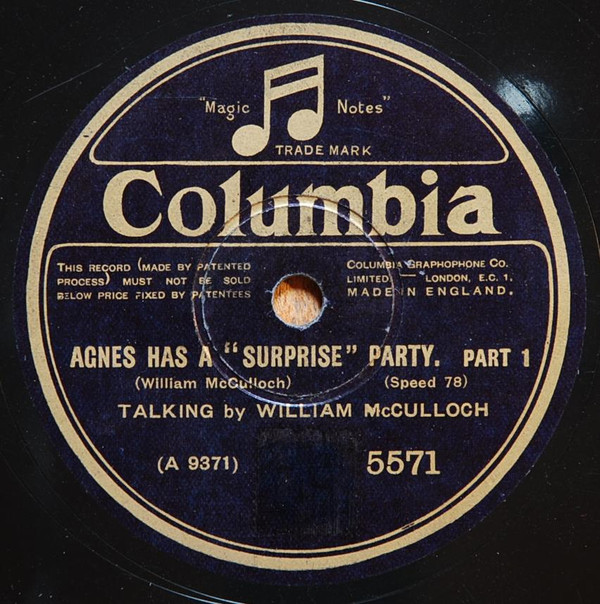 "Magic Notes"
TRADE MARK
Columbia
THIS RECORD (MADE BY PATENTED
PROCESS) MUST NOT BE SOLD
BELOW PRICE FIXED BY PATENTEES
COLUMBIA GRAPHOPHONE CO.
LIMITED — LONDON, E.C. 1.
MADE IN ENGLAND.
AGNES HAS A "SURPRISE" PARTY. PART 1
(William McCulloch) (Speed 78)
TALKING by WILLIAM McCULLOCH
(A 9371) 5571